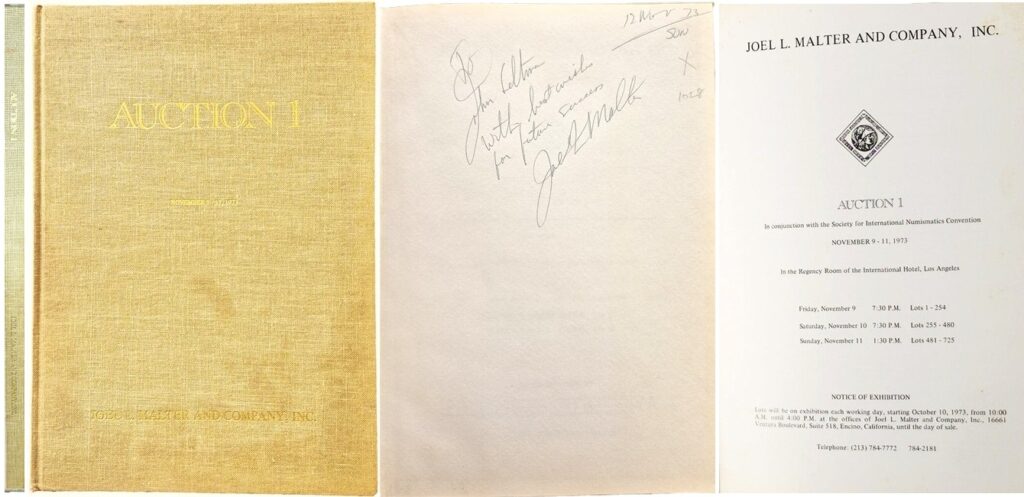 AUCTION 1
JOEL L. MALTER AND COMPANY, INC.
AUCTION 1
NOVEMBER 9-11, 1973
JOEL L. MALTER AND COMPANY, INC.
12 Nov 73
To
John
with best wishes
for future success
Joel L Malter
X
JOEL L. MALTER AND COMPANY, INC.
AUCTION 1
In conjunction with the Society for International Numismatics Convention
NOVEMBER 9 - 11, 1973
In the Regency Room of the International Hotel, Los Angeles
Friday, November 9 7:30 P.M. Lots 1 - 254
Saturday, November 10 7:30 P.M. Lots 255 - 480
Sunday, November 11 1:30 P.M. Lots 481 - 725
NOTICE OF EXHIBITION
Lots will be on exhibition each working day, starting October 10, 1973, from 10:00
A.M. until 4:00 P.M. at the offices of Joel L. Malter and Company, Inc., 16661
Ventura Boulevard, Suite 518, Encino, California, until the day of sale.
Telephone: (213) 784-7772 784-2181